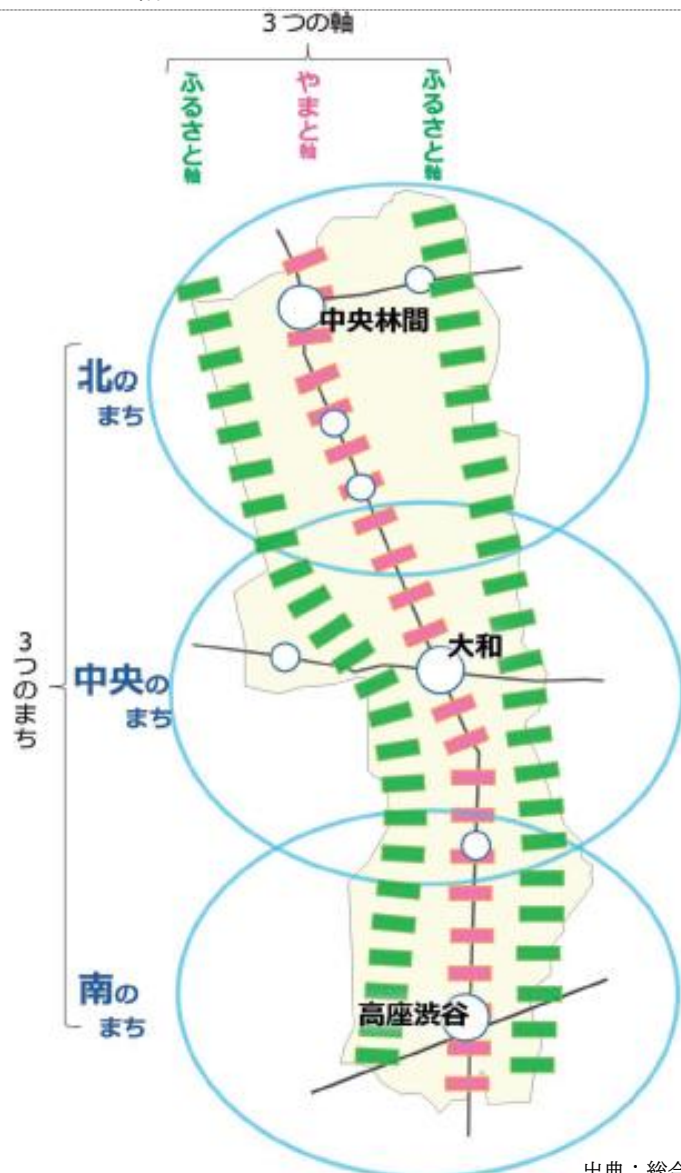 3つの軸
ふるさと軸
やまと軸
ふるさと軸
中央林間
北の
まち
大和
3つのまち
中央の
まち
南の
まち
高座渋谷
出典：総合